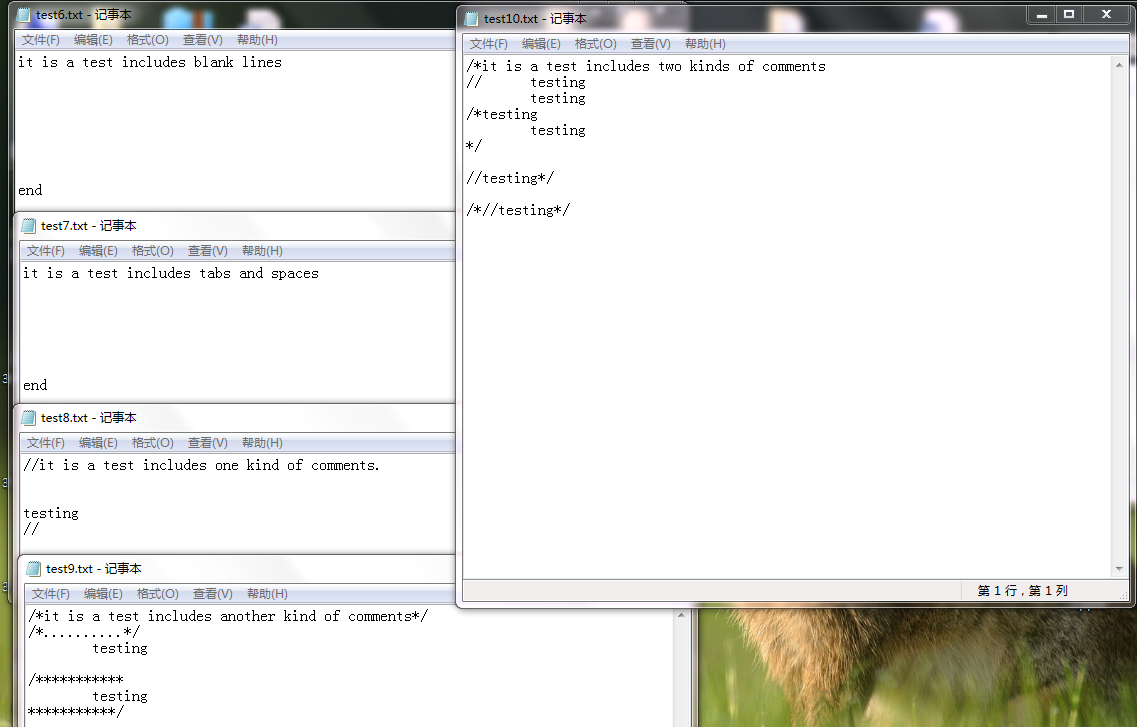 test6.txt - 记事本
文件(F) 编辑(E) 格式(O) 查看(V) 帮助(H)
it is a test includes blank lines
end
test7.txt - 记事本
文件(F) 编辑(E) 格式(O) 查看(V) 帮助(H)
it is a test includes tabs and spaces
end
test8.txt - 记事本
文件(F) 编辑(E) 格式(O) 查看(V) 帮助(H)
//it is a test includes one kind of comments.
testing
//
test9.txt - 记事本
文件(F) 编辑(E) 格式(O) 查看(V) 帮助(H)
/*it is a test includes another kind of comments*/
/*..........*/
testing
/***********
testing
***********/
test10.txt - 记事本
文件(F) 编辑(E) 格式(O) 查看(V) 帮助(H)
/*it is a test includes two kinds of comments
// testing
testing
/*testing
testing
*/
//testing*/
/*//testing*/
第 1 行，第 1 列
3
3
3